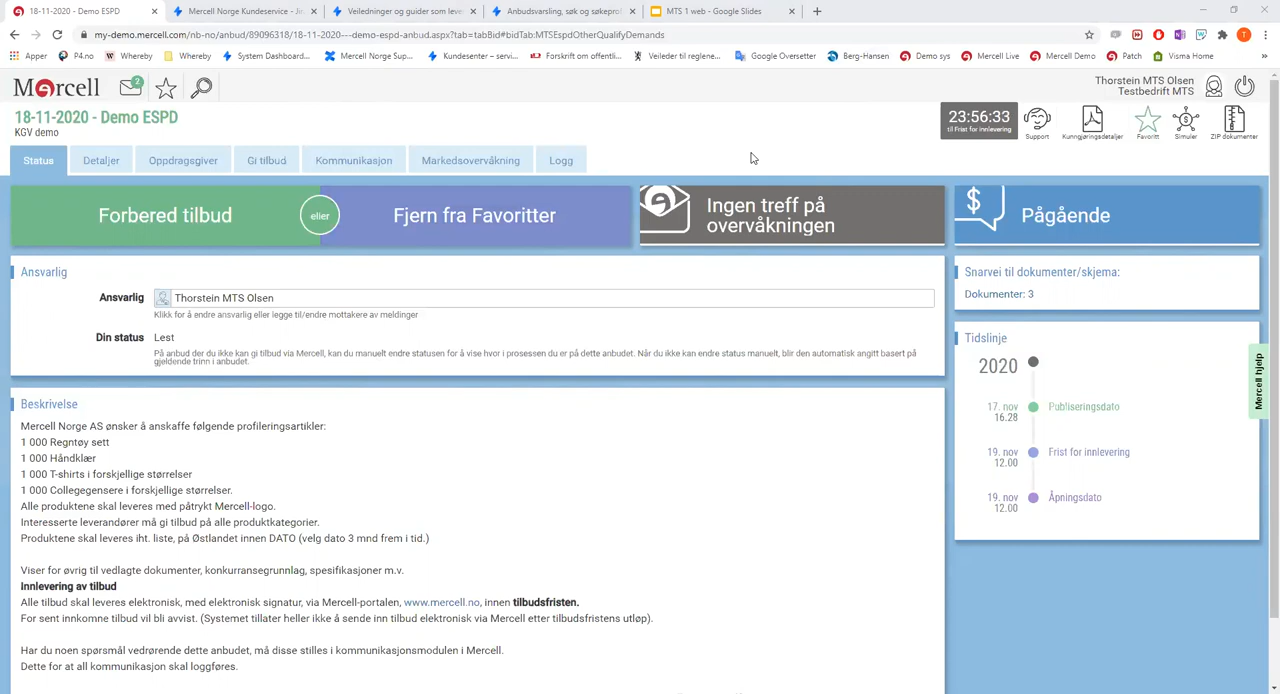 18-11-2020 - Demo ESPD
Mercell Norge Kundeservice - Jir
Veiledninger og guider som lever
Anbudsvarsling, søk og søkeprof
MTS 1 web - Google Slides
my-demo.mercell.com/nb-no/anbud/89096318/18-11-2020---demo-espd-anbud.aspx?tab=tabBid#bidTab:MTSEspdOtherQualifyDemands
Apper
P4.no
Whereby
Whereby
System Dashboard...
Mercell Norge Sup...
Kundesenter – servi...
Forskrift om offentli...
Veileder til reglene...
Google Oversetter
Berg-Hansen
Demo sys
Mercell Live
Mercell Demo
Patch
Visma Home
»
Mercell
2
Thorstein MTS Olsen
Testbedrift MTS
18-11-2020 - Demo ESPD
KGV demo
23:56:33
til Frist for innlevering
Support
Kunngjøringsdetaljer
Favoritt
Simuler
ZIP dokumenter
Status
Detaljer
Oppdragsgiver
Gi tilbud
Kommunikasjon
Markedsovervåkning
Logg
Forbered tilbud
eller
Fjern fra Favoritter
Ingen treff på
overvåkningen
Pågående
Ansvarlig
Ansvarlig
Thorstein MTS Olsen
Klikk for å endre ansvarlig eller legge til/endre mottakere av meldinger
Din status
Lest
På anbud der du ikke kan gi tilbud via Mercell, kan du manuelt endre statusen for å vise hvor i prosessen du er på dette anbudet. Når du ikke kan endre status manuelt, blir den automatisk angitt basert på
gjeldende trinn i anbudet.
Snarvei til dokumenter/skjema:
Dokumenter: 3
Tidslinje
2020
17. nov
16.28
Publiseringsdato
19. nov
12.00
Frist for innlevering
19. nov
12.00
Åpningsdato
Mercell hjelp
Beskrivelse
Mercell Norge AS ønsker å anskaffe følgende profileringsartikler:
1 000 Regntøy sett
1 000 Håndklær
1 000 T-shirts i forskjellige størrelser
1 000 Collegegensere i forskjellige størrelser.
Alle produktene skal leveres med påtrykt Mercell-logo.
Interesserte leverandører må gi tilbud på alle produktkategorier.
Produktene skal leveres iht. liste, på Østlandet innen DATO (velg dato 3 mnd frem i tid.)
Viser for øvrig til vedlagte dokumenter, konkurransegrunnlag, spesifikasjoner m.v.
Innlevering av tilbud
Alle tilbud skal leveres elektronisk, med elektronisk signatur, via Mercell-portalen, www.mercell.no, innen tilbudsfristen.
For sent innkomne tilbud vil bli avvist. (Systemet tillater heller ikke å sende inn tilbud elektronisk via Mercell etter tilbudsfristens utløp).
Har du noen spørsmål vedrørende dette anbudet, må disse stilles i kommunikasjonsmodulen i Mercell.
Dette for at all kommunikasjon skal loggføres.